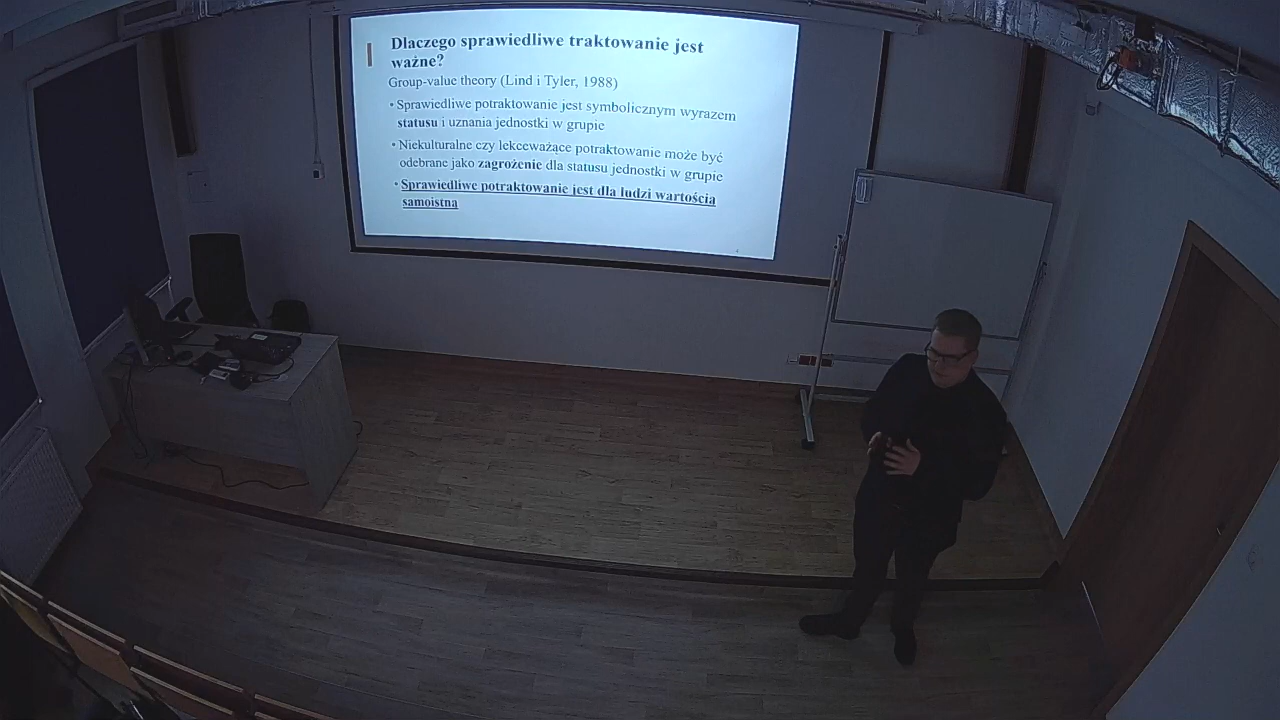 Dlaczego sprawiedliwe traktowanie jest
ważne?
Group-value theory (Lind i Tyler, 1988)
• Sprawiedliwe potraktowanie jest symbolicznym wyrazem
statusu i uznania jednostki w grupie
• Niekulturalne czy lekceważące potraktowanie może być
odebrane jako zagrożenie dla statusu jednostki w grupie
• Sprawiedliwe potraktowanie jest dla ludzi wartością
samoistną